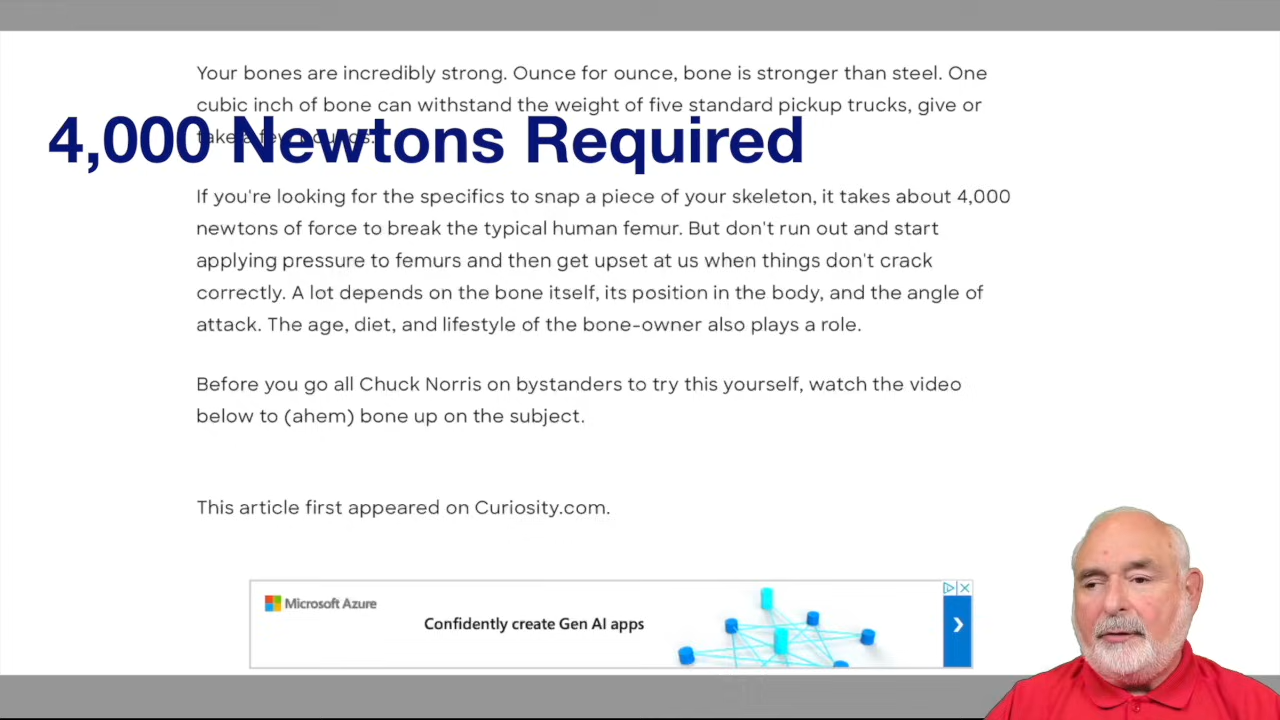 Your bones are incredibly strong. Ounce for ounce, bone is stronger than steel. One
cubic inch of bone can withstand the weight of five standard pickup trucks, give or
take a few pounds.
4,000 Newtons Required
If you're looking for the specifics to snap a piece of your skeleton, it takes about 4,000
newtons of force to break the typical human femur. But don't run out and start
applying pressure to femurs and then get upset at us when things don't crack
correctly. A lot depends on the bone itself, its position in the body, and the angle of
attack. The age, diet, and lifestyle of the bone-owner also plays a role.
Before you go all Chuck Norris on bystanders to try this yourself, watch the video
below to (ahem) bone up on the subject.
This article first appeared on Curiosity.com.
Microsoft Azure
Confidently create Gen AI apps